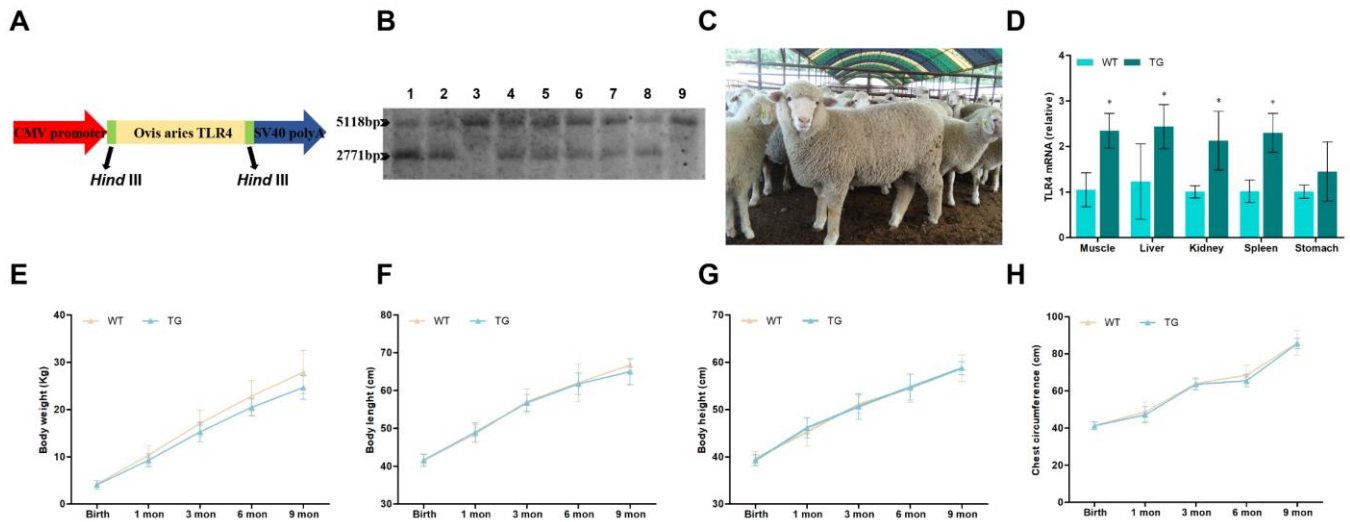 A
CMV promoter
Ovis aries TLR4
SV40 polyA
Hind III
Hind III
B
1 2 3 4 5 6 7 8 9
5118bp
2771bp
C
D
TLR4 mRNA (relative)
4
3
2
1
0
WT TG
* * * *
Muscle Liver Kidney Spleen Stomach
E
Body weight (Kg)
40
30
20
10
0
WT TG
Birth 1 mon 3 mon 6 mon 9 mon
F
Body lenght (cm)
80
70
60
50
40
30
WT TG
Birth 1 mon 3 mon 6 mon 9 mon
G
Body height (cm)
70
60
50
40
30
WT TG
Birth 1 mon 3 mon 6 mon 9 mon
H
Chest circumference (cm)
100
80
60
40
20
0
WT TG
Birth 1 mon 3 mon 6 mon 9 mon